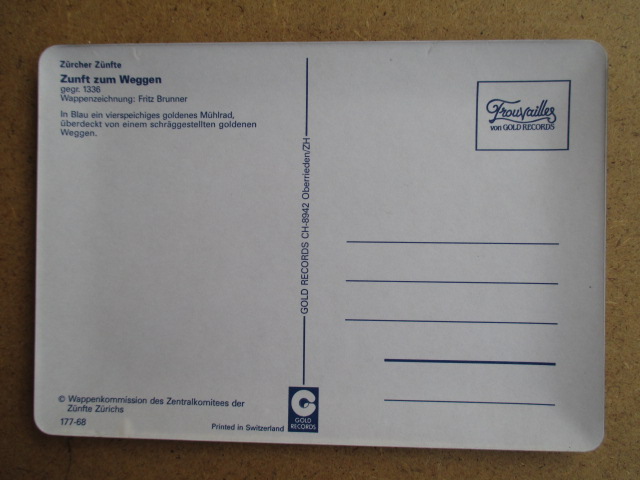 Zürcher Zünfte
Zunft zum Weggen
gegr. 1336
Wappenzeichnung: Fritz Brunner
In Blau ein vierspeichiges goldenes Mühlrad,
überdeckt von einem schräggestellten goldenen
Weggen.
© Wappenkommission des Zentralkomitees der
Zünfte Zürichs
177-68
Printed in Switzerland
GOLD RECORDS CH-8942 Oberrieden/ZH
GOLD
RECORDS
Trouvailles
von GOLD RECORDS